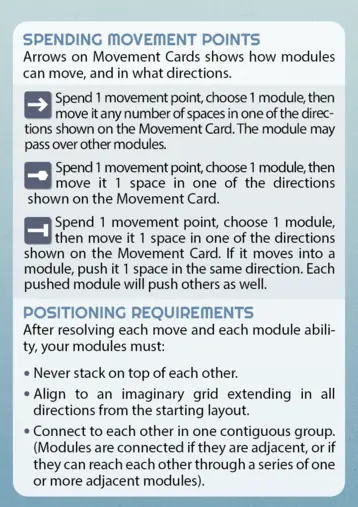 SPENDING MOVEMENT POINTS
Arrows on Movement Cards shows how modules
can move, and in what directions.
Spend 1 movement point, choose 1 module, then
move it any number of spaces in one of the direc-
tions shown on the Movement Card. The module may
pass over other modules.
Spend 1 movement point, choose 1 module, then
move it 1 space in one of the directions
shown on the Movement Card.
Spend 1 movement point, choose 1 module,
then move it 1 space in one of the directions
shown on the Movement Card. If it moves into a
module, push it 1 space in the same direction. Each
pushed module will push others as well.
POSITIONING REQUIREMENTS
After resolving each move and each module abili-
ty, your modules must:
• Never stack on top of each other.
• Align to an imaginary grid extending in all
directions from the starting layout.
• Connect to each other in one contiguous group.
(Modules are connected if they are adjacent, or if
they can reach each other through a series of one
or more adjacent modules).